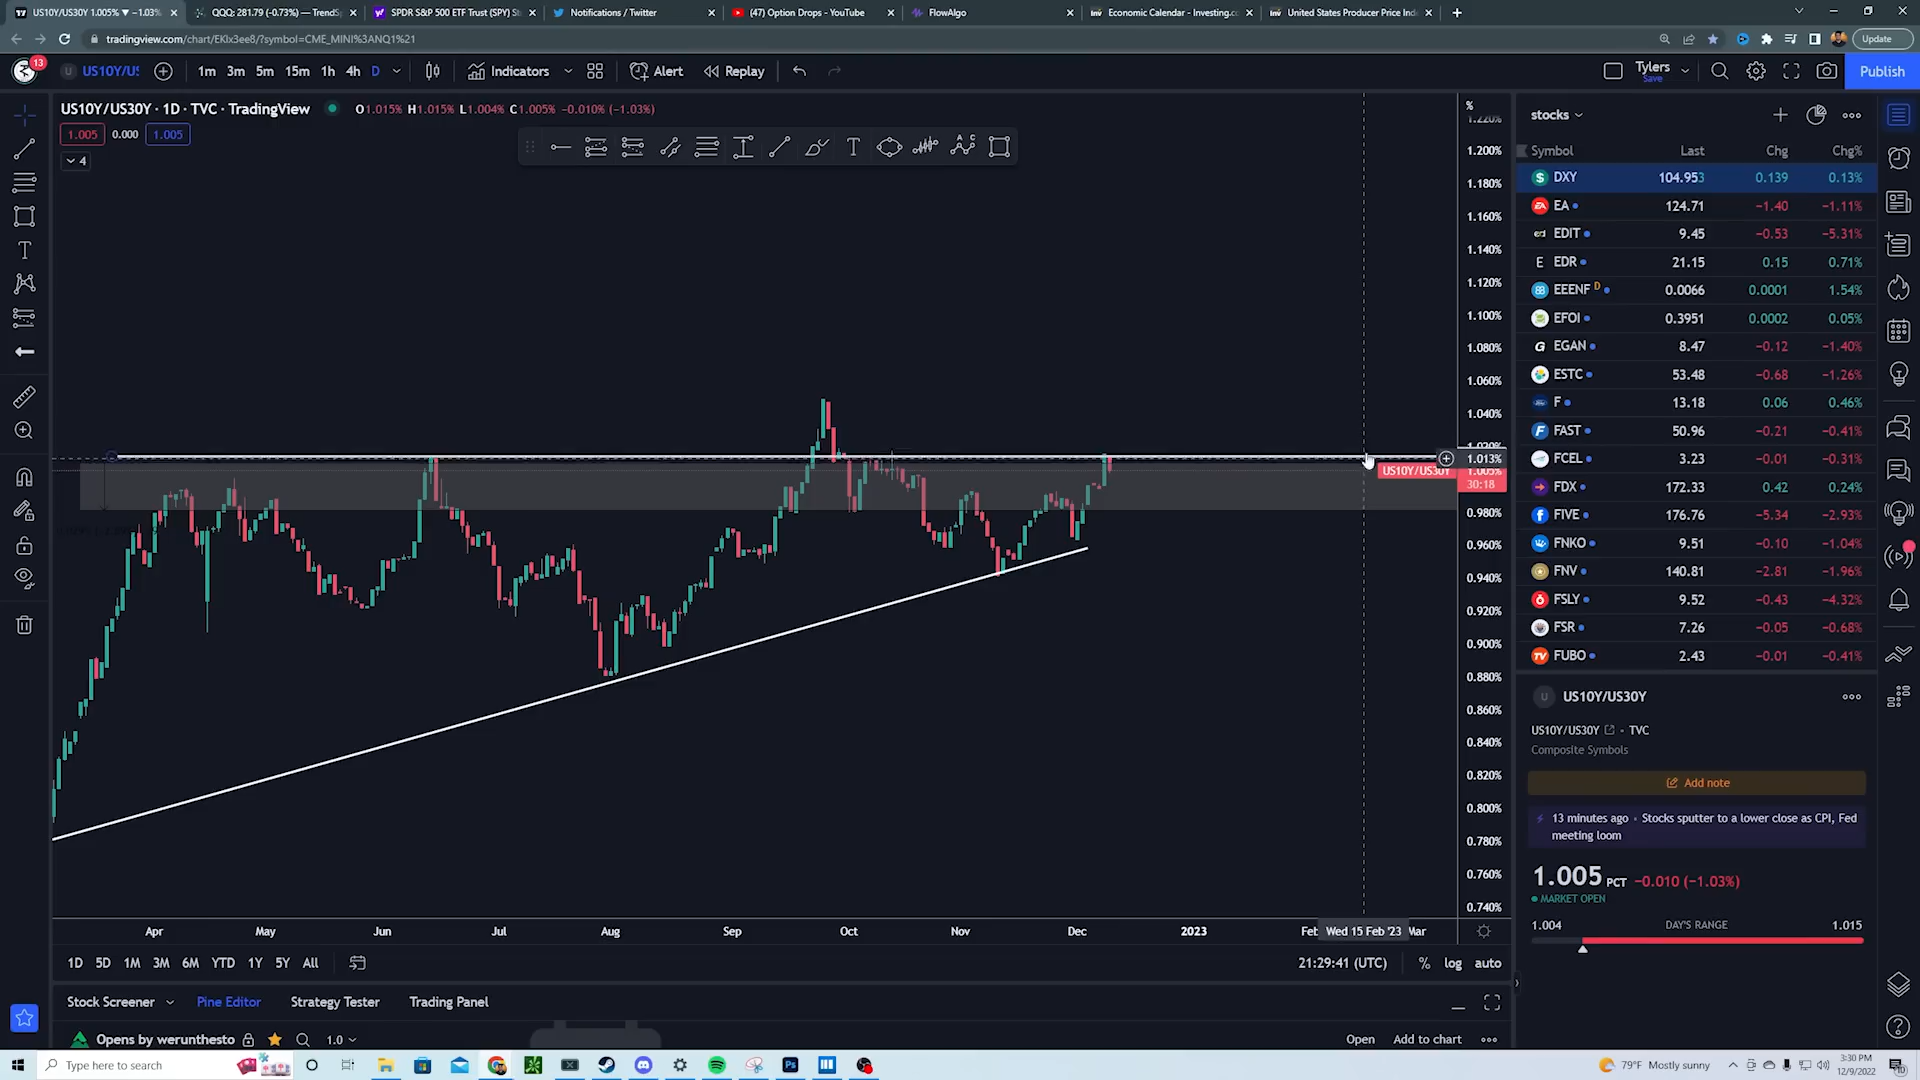 US10Y/US30Y 1.005% ▼ −1.03%
QQQ: 281.79 (-0.73%) — TrendSp
SPDR S&P 500 ETF Trust (SPY) St
Notifications / Twitter
(47) Option Drops - YouTube
FlowAlgo
Economic Calendar - Investing.co
United States Producer Price Ind
tradingview.com/chart/EKlx3ee8/?symbol=CME_MINI%3ANQ1%21
Update
13
U US10Y/US
1m 3m 5m 15m 1h 4h D
Indicators
Alert
Replay
Tylers
Save
Publish
US10Y/US30Y · 1D · TVC · TradingView
O1.015% H1.015% L1.004% C1.005% −0.010% (−1.03%)
1.005 0.000 1.005
4
%
1.220%
1.200%
1.180%
1.160%
1.140%
1.120%
1.100%
1.080%
1.060%
1.040%
1.020%
1.013%
US10Y/US30Y 1.005%
30:18
0.980%
0.960%
0.940%
0.920%
0.900%
0.880%
0.860%
0.840%
0.820%
0.800%
0.780%
0.760%
0.740%
Apr May Jun Jul Aug Sep Oct Nov Dec 2023 Feb Wed 15 Feb '23 Mar
1D 5D 1M 3M 6M YTD 1Y 5Y All
21:29:41 (UTC) % log auto
Stock Screener Pine Editor Strategy Tester Trading Panel
Opens by werunthesto 1.0
Open Add to chart
stocks
Symbol Last Chg Chg%
DXY 104.953 0.139 0.13%
EA 124.71 −1.40 −1.11%
EDIT 9.45 −0.53 −5.31%
E EDR 21.15 0.15 0.71%
EEENF D 0.0066 0.0001 1.54%
EFOI 0.3951 0.0002 0.05%
EGAN 8.47 −0.12 −1.40%
ESTC 53.48 −0.68 −1.26%
F 13.18 0.06 0.46%
FAST 50.96 −0.21 −0.41%
FCEL 3.23 −0.01 −0.31%
FDX 172.33 0.42 0.24%
FIVE 176.76 −5.34 −2.93%
FNKO 9.51 −0.10 −1.04%
FNV 140.81 −2.81 −1.96%
FSLY 9.52 −0.43 −4.32%
FSR 7.26 −0.05 −0.68%
FUBO 2.43 −0.01 −0.41%
U US10Y/US30Y
US10Y/US30Y · TVC
Composite Symbols
Add note
13 minutes ago · Stocks sputter to a lower close as CPI, Fed
meeting loom
1.005 PCT −0.010 (−1.03%)
MARKET OPEN
1.004 DAY'S RANGE 1.015
Type here to search
79°F Mostly sunny
3:30 PM
12/9/2022